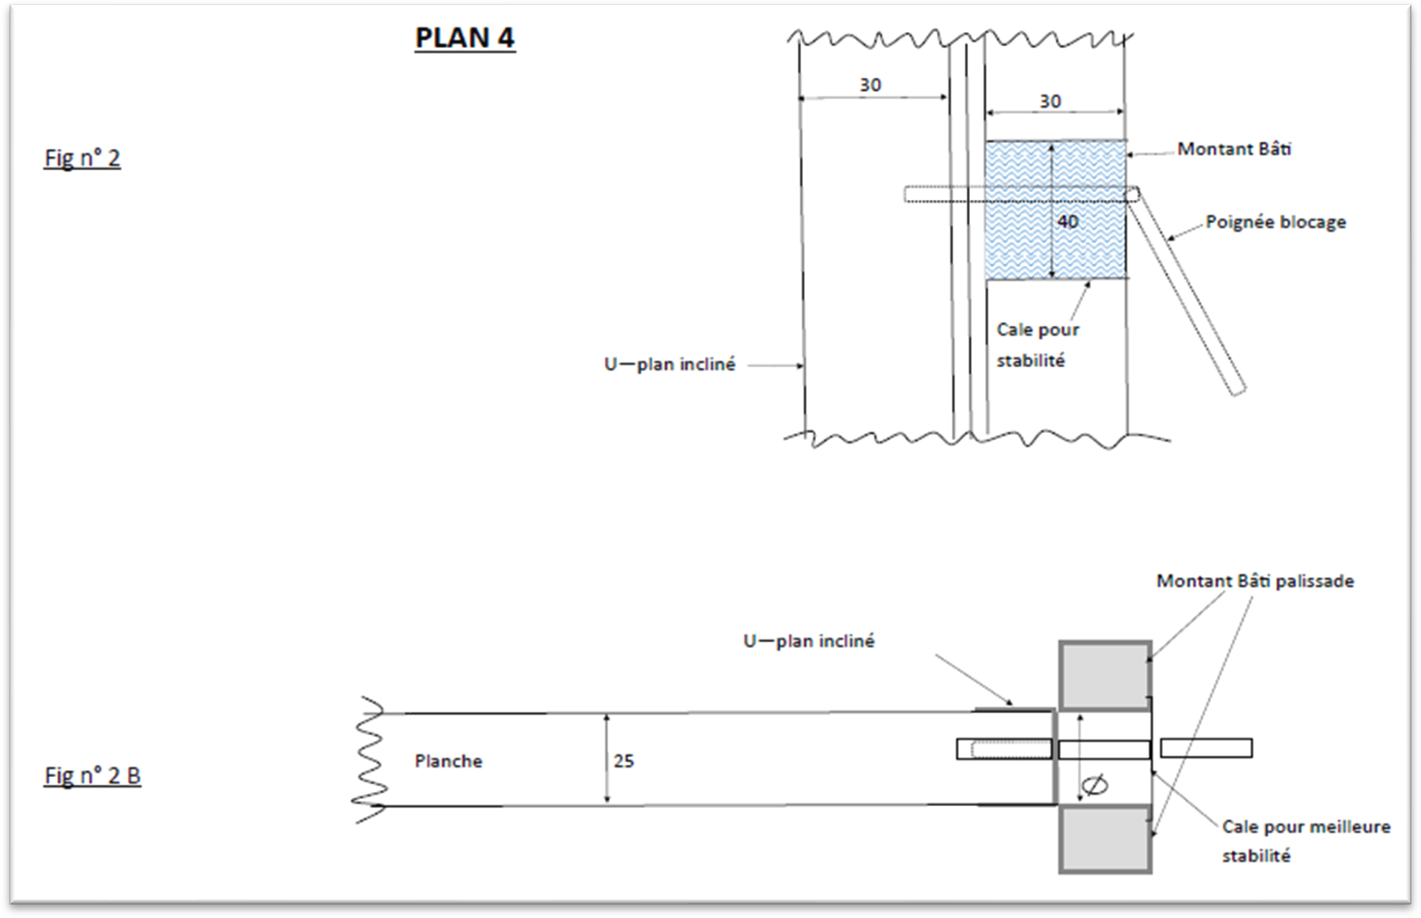 PLAN 4
Fig n° 2
30
30
Montant Bâti
40
Poignée blocage
Cale pour
stabilité
U—plan incliné
Montant Bâti palissade
U—plan incliné
Planche
25
Fig n° 2 B
Ø
Cale pour meilleure
stabilité